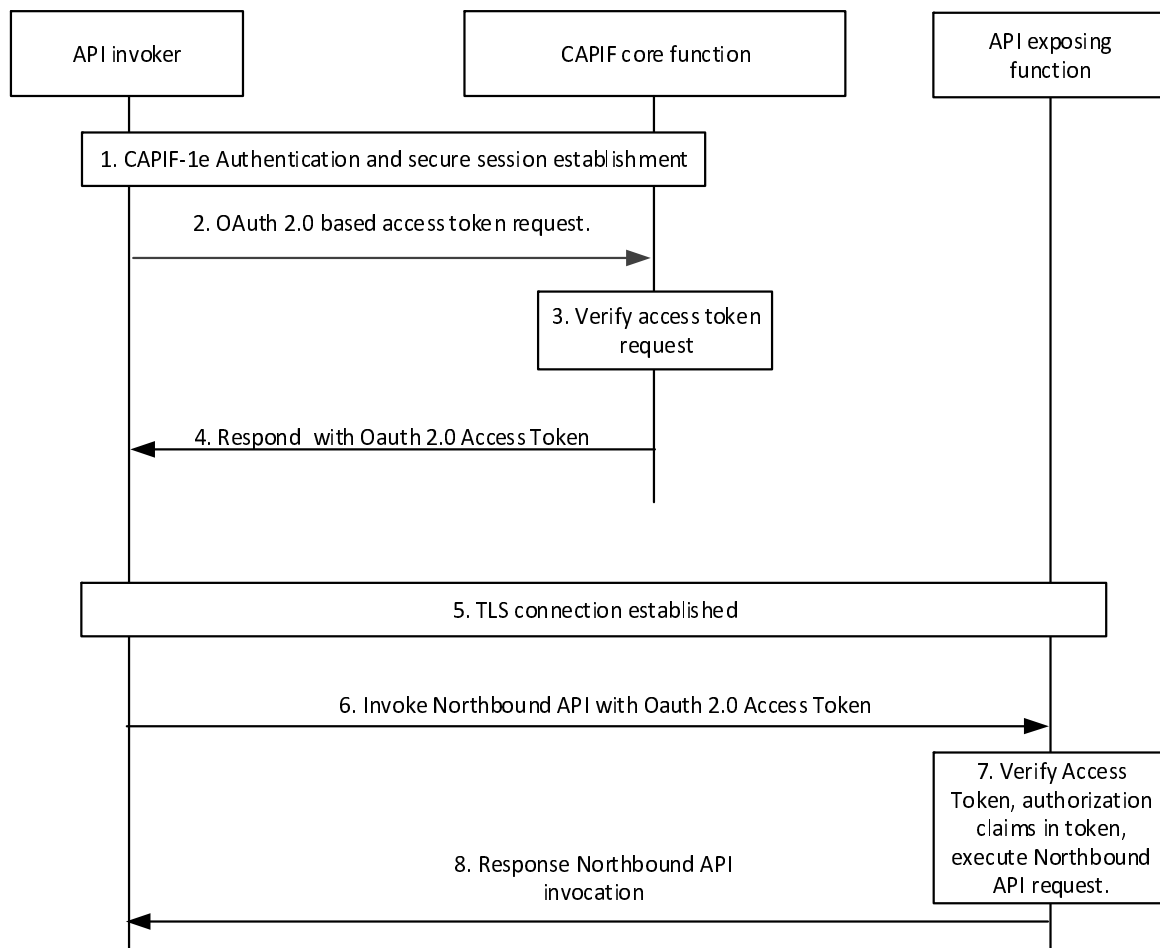 API invoker
CAPIF core function
API exposing
function
1. CAPIF-1e Authentication and secure session establishment
2. OAuth 2.0 based access token request.
3. Verify access token
request
4. Respond with Oauth 2.0 Access Token
5. TLS connection established
6. Invoke Northbound API with Oauth 2.0 Access Token
7. Verify Access
Token, authorization
claims in token,
execute Northbound
API request.
8. Response Northbound API
invocation